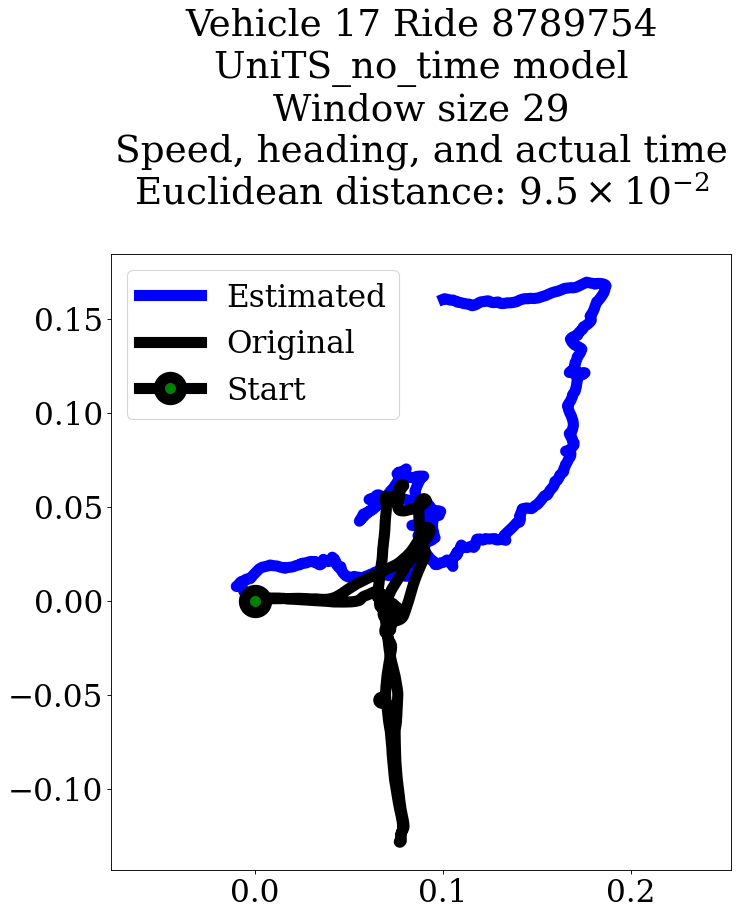 Vehicle 17 Ride 8789754
UniTS_no_time model
Window size 29
Speed, heading, and actual time
Euclidean distance: 9.5 × 10⁻²
Estimated
Original
Start
0.15
0.10
0.05
0.00
−0.05
−0.10
0.0 0.1 0.2